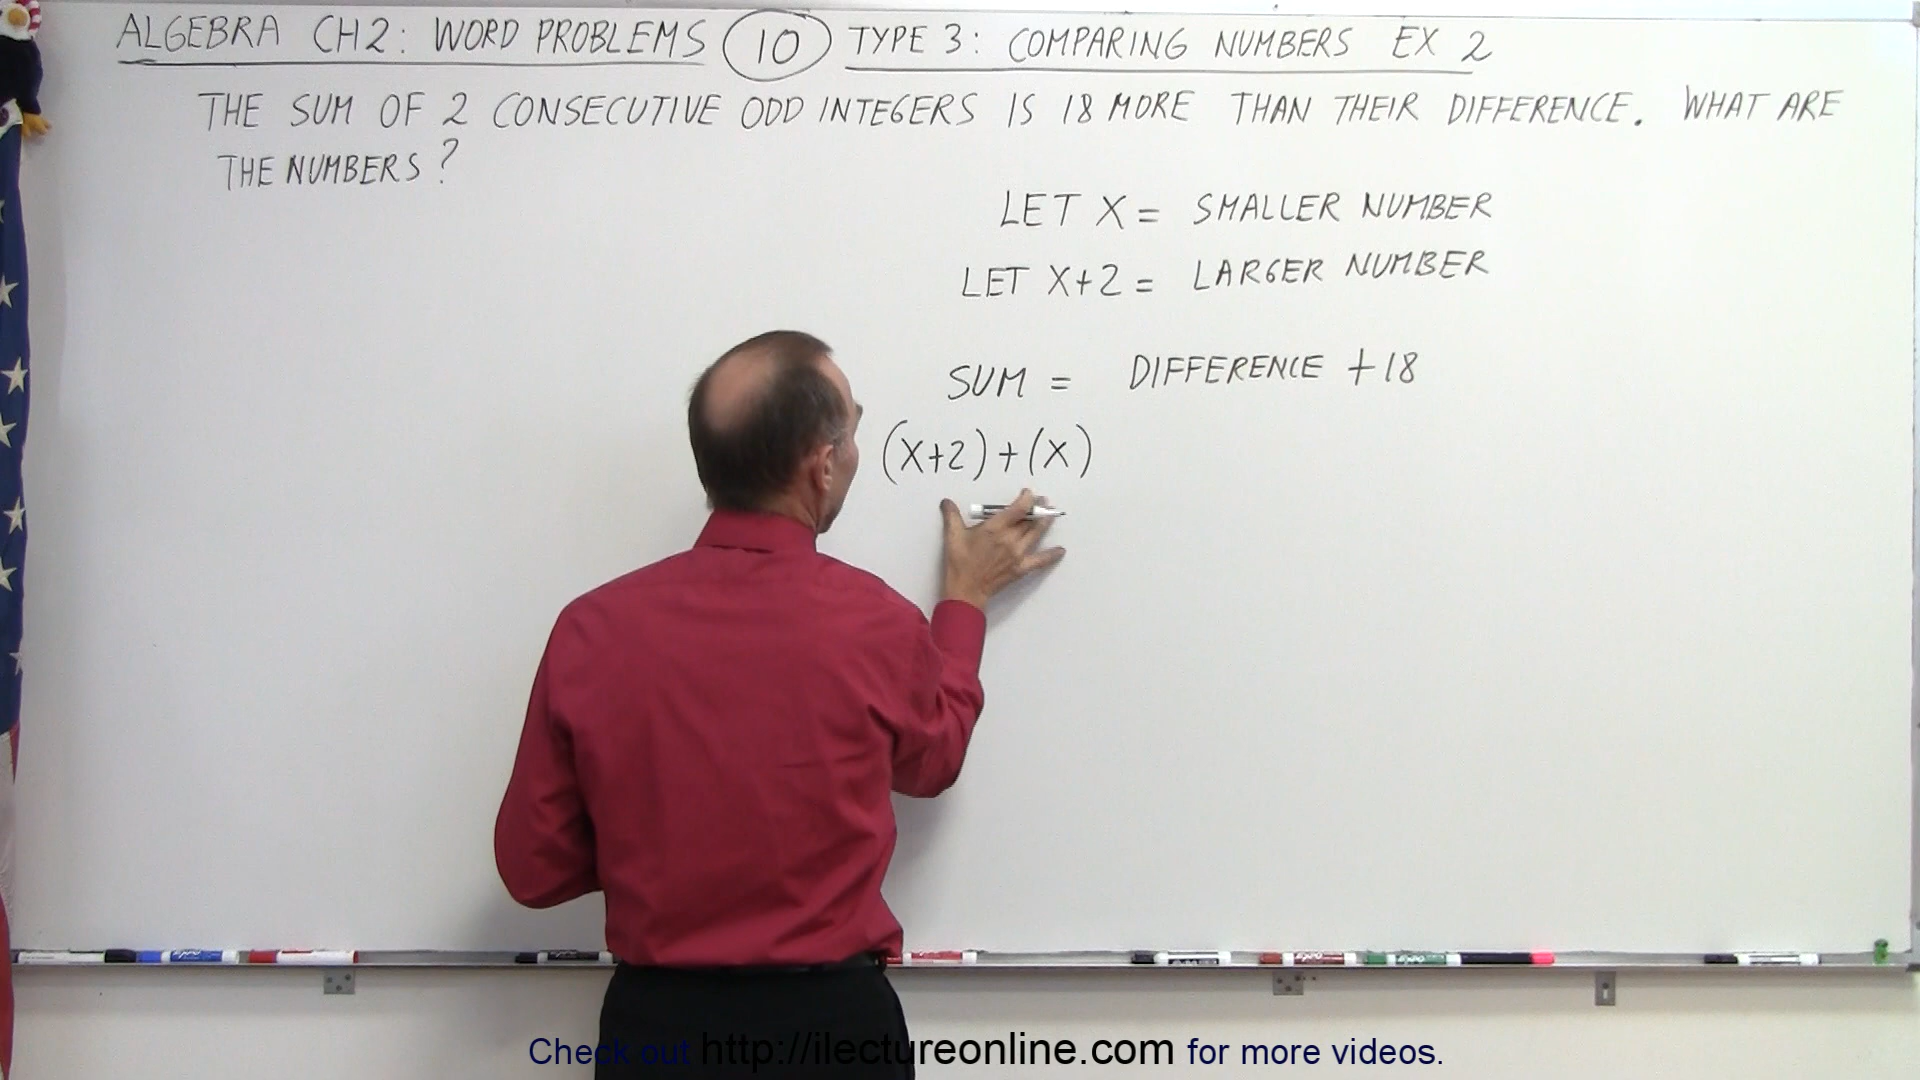 ALGEBRA CH2: WORD PROBLEMS 10 TYPE 3: COMPARING NUMBERS EX 2
THE SUM OF 2 CONSECUTIVE ODD INTEGERS IS 18 MORE THAN THEIR DIFFERENCE. WHAT ARE
THE NUMBERS?
LET X = SMALLER NUMBER
LET X+2 = LARGER NUMBER
SUM = DIFFERENCE +18
(X+2)+(X)
Check out http://ilectureonline.com for more videos.